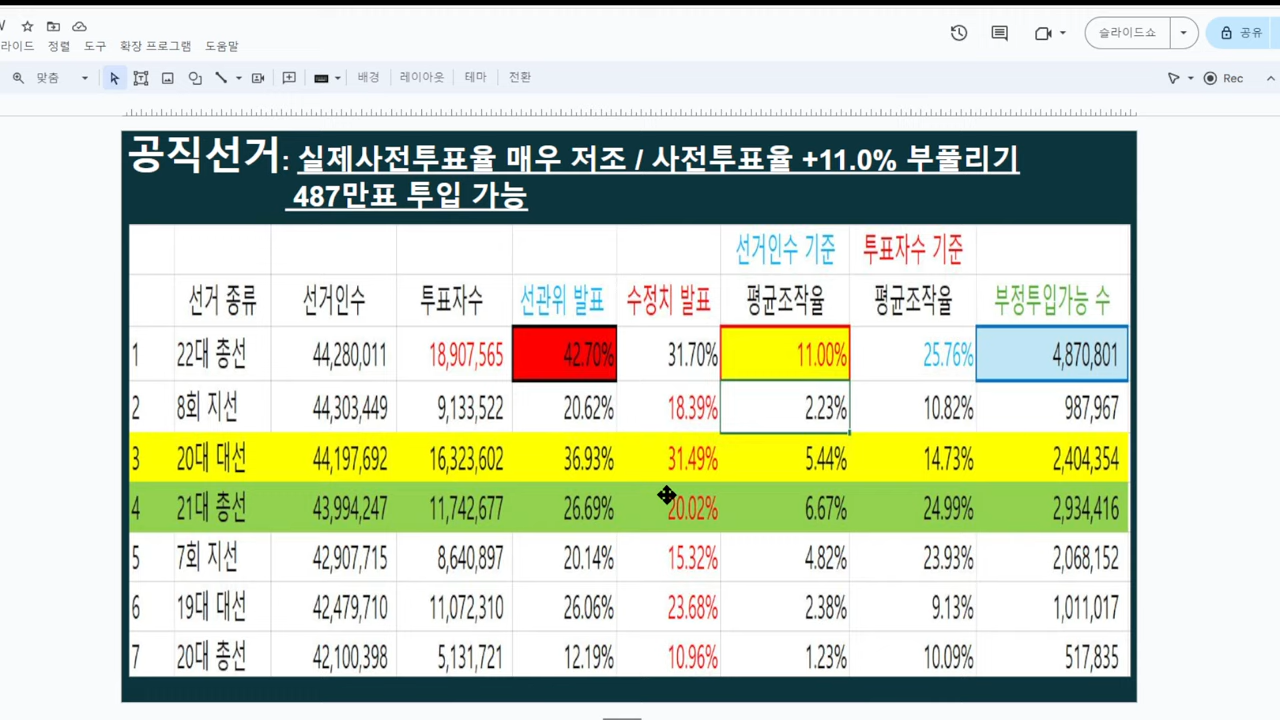 라이드 정렬 도구 확장 프로그램 도움말
슬라이드쇼
공유
맞춤
배경 레이아웃 테마 전환
Rec
공직선거: 실제사전투표율 매우 저조 / 사전투표율 +11.0% 부풀리기
487만표 투입 가능
선거인수 기준 투표자수 기준
선거 종류 선거인수 투표자수 선관위 발표 수정치 발표 평균조작율 평균조작율 부정투입가능 수
1 22대 총선 44,280,011 18,907,565 42.70% 31.70% 11.00% 25.76% 4,870,801
2 8회 지선 44,303,449 9,133,522 20.62% 18.39% 2.23% 10.82% 987,967
3 20대 대선 44,197,692 16,323,602 36.93% 31.49% 5.44% 14.73% 2,404,354
4 21대 총선 43,994,247 11,742,677 26.69% 20.02% 6.67% 24.99% 2,934,416
5 7회 지선 42,907,715 8,640,897 20.14% 15.32% 4.82% 23.93% 2,068,152
6 19대 대선 42,479,710 11,072,310 26.06% 23.68% 2.38% 9.13% 1,011,017
7 20대 총선 42,100,398 5,131,721 12.19% 10.96% 1.23% 10.09% 517,835